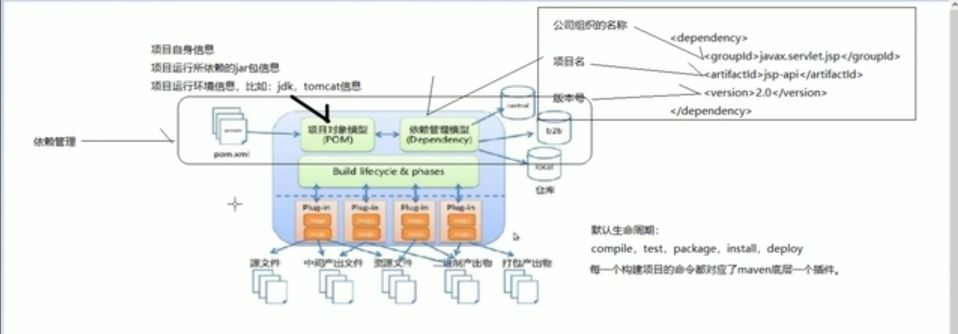 公司组织的名称
<dependency>
<groupId>javax.servlet.jsp</groupId>
项目名
<artifactId>jsp-api</artifactId>
版本号
<version>2.0</version>
</dependency>
项目自身信息
项目运行所依赖的jar包信息
项目运行环境信息，比如：jdk，tomcat信息
依赖管理
pom.xml
项目对象模型
(POM)
依赖管理模型
(Dependency)
central
b2b
local
仓库
Build lifecycle & phases
Plug-in Plug-in Plug-in Plug-in
源文件 中间产出文件 资源文件 二进制产出物 打包产出物
默认生命周期：
compile，test，package，install，deploy
每一个构建项目的命令都对应了maven底层一个插件。